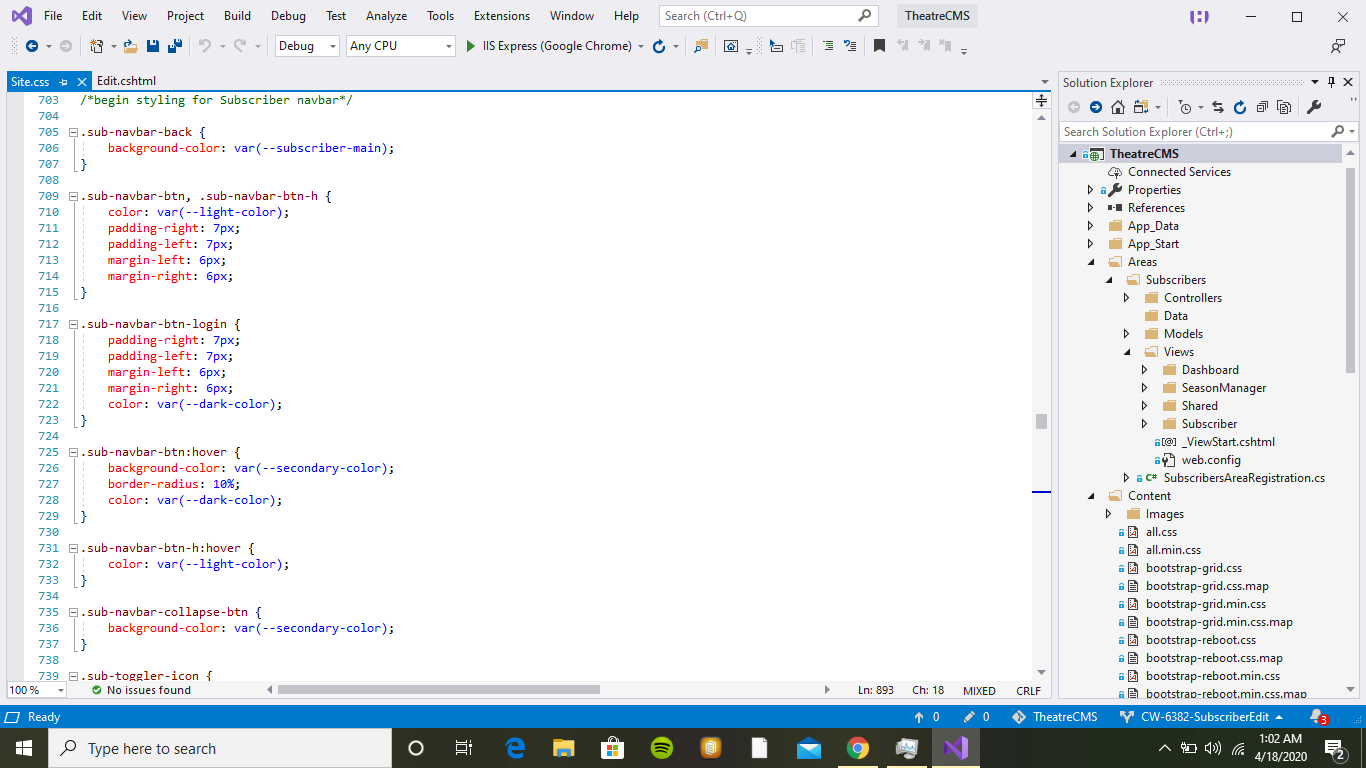 File Edit View Project Build Debug Test Analyze Tools Extensions Window Help Search (Ctrl+Q) TheatreCMS
Debug Any CPU IIS Express (Google Chrome)
Site.css Edit.cshtml
703 /*begin styling for Subscriber navbar*/
704
705 .sub-navbar-back {
706 background-color: var(--subscriber-main);
707 }
708
709 .sub-navbar-btn, .sub-navbar-btn-h {
710 color: var(--light-color);
711 padding-right: 7px;
712 padding-left: 7px;
713 margin-left: 6px;
714 margin-right: 6px;
715 }
716
717 .sub-navbar-btn-login {
718 padding-right: 7px;
719 padding-left: 7px;
720 margin-left: 6px;
721 margin-right: 6px;
722 color: var(--dark-color);
723 }
724
725 .sub-navbar-btn:hover {
726 background-color: var(--secondary-color);
727 border-radius: 10%;
728 color: var(--dark-color);
729 }
730
731 .sub-navbar-btn-h:hover {
732 color: var(--light-color);
733 }
734
735 .sub-navbar-collapse-btn {
736 background-color: var(--secondary-color);
737 }
738
739 .sub-toggler-icon {
100 % No issues found Ln: 893 Ch: 18 MIXED CRLF
Solution Explorer
Search Solution Explorer (Ctrl+;)
TheatreCMS
Connected Services
Properties
References
App_Data
App_Start
Areas
Subscribers
Controllers
Data
Models
Views
Dashboard
SeasonManager
Shared
Subscriber
_ViewStart.cshtml
web.config
C# SubscribersAreaRegistration.cs
Content
Images
all.css
all.min.css
bootstrap-grid.css
bootstrap-grid.css.map
bootstrap-grid.min.css
bootstrap-grid.min.css.map
bootstrap-reboot.css
bootstrap-reboot.css.map
bootstrap-reboot.min.css
bootstrap-reboot.min.css.map
Ready 0 0 TheatreCMS CW-6382-SubscriberEdit 3
Type here to search
1:02 AM
4/18/2020
2